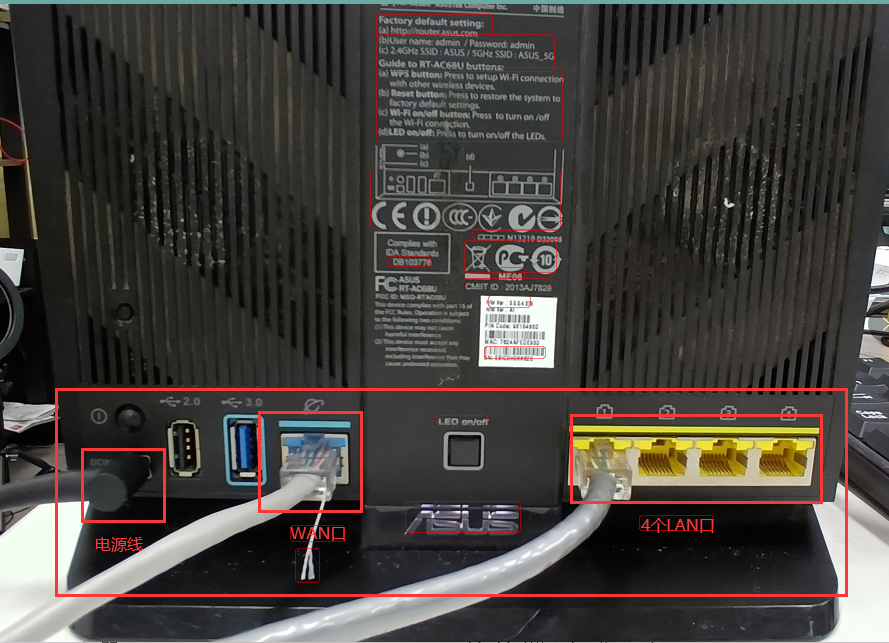 中国制造
Factory default setting:
(a) http://router.asus.com
(b)User name: admin / Password: admin
(c) 2.4GHz SSID : ASUS / 5GHz SSID : ASUS_5G
Guide to RT-AC68U buttons:
(a) WPS button: Press to setup Wi-Fi connection
with other wireless devices.
(b) Reset button: Press to restore the system to
factory default settings.
(c) Wi-Fi on/off button: Press to turn on /off
the Wi-Fi connection.
(d)LED on/off: Press to turn on/off the LEDs.
(a)
(b)
(c)
(d)
CE
CCC
N13219
Complies with
IDA Standards
DB103778
10
FC ASUS
RT-AC68U
FCC ID: MSQ-RTAC68U
CMIIT ID : 2013AJ7828
This device complies with part 15 of
the FCC Rules. Operation is subject
to the following two conditions:
(1) This device may not cause
harmful interference
(2) This device must accept any
interference received,
including interference that may
cause undesired operation.
2.0
3.0
LED on/off
1
2
3
4
DCIN
ASUS
电源线
WAN口
4个LAN口